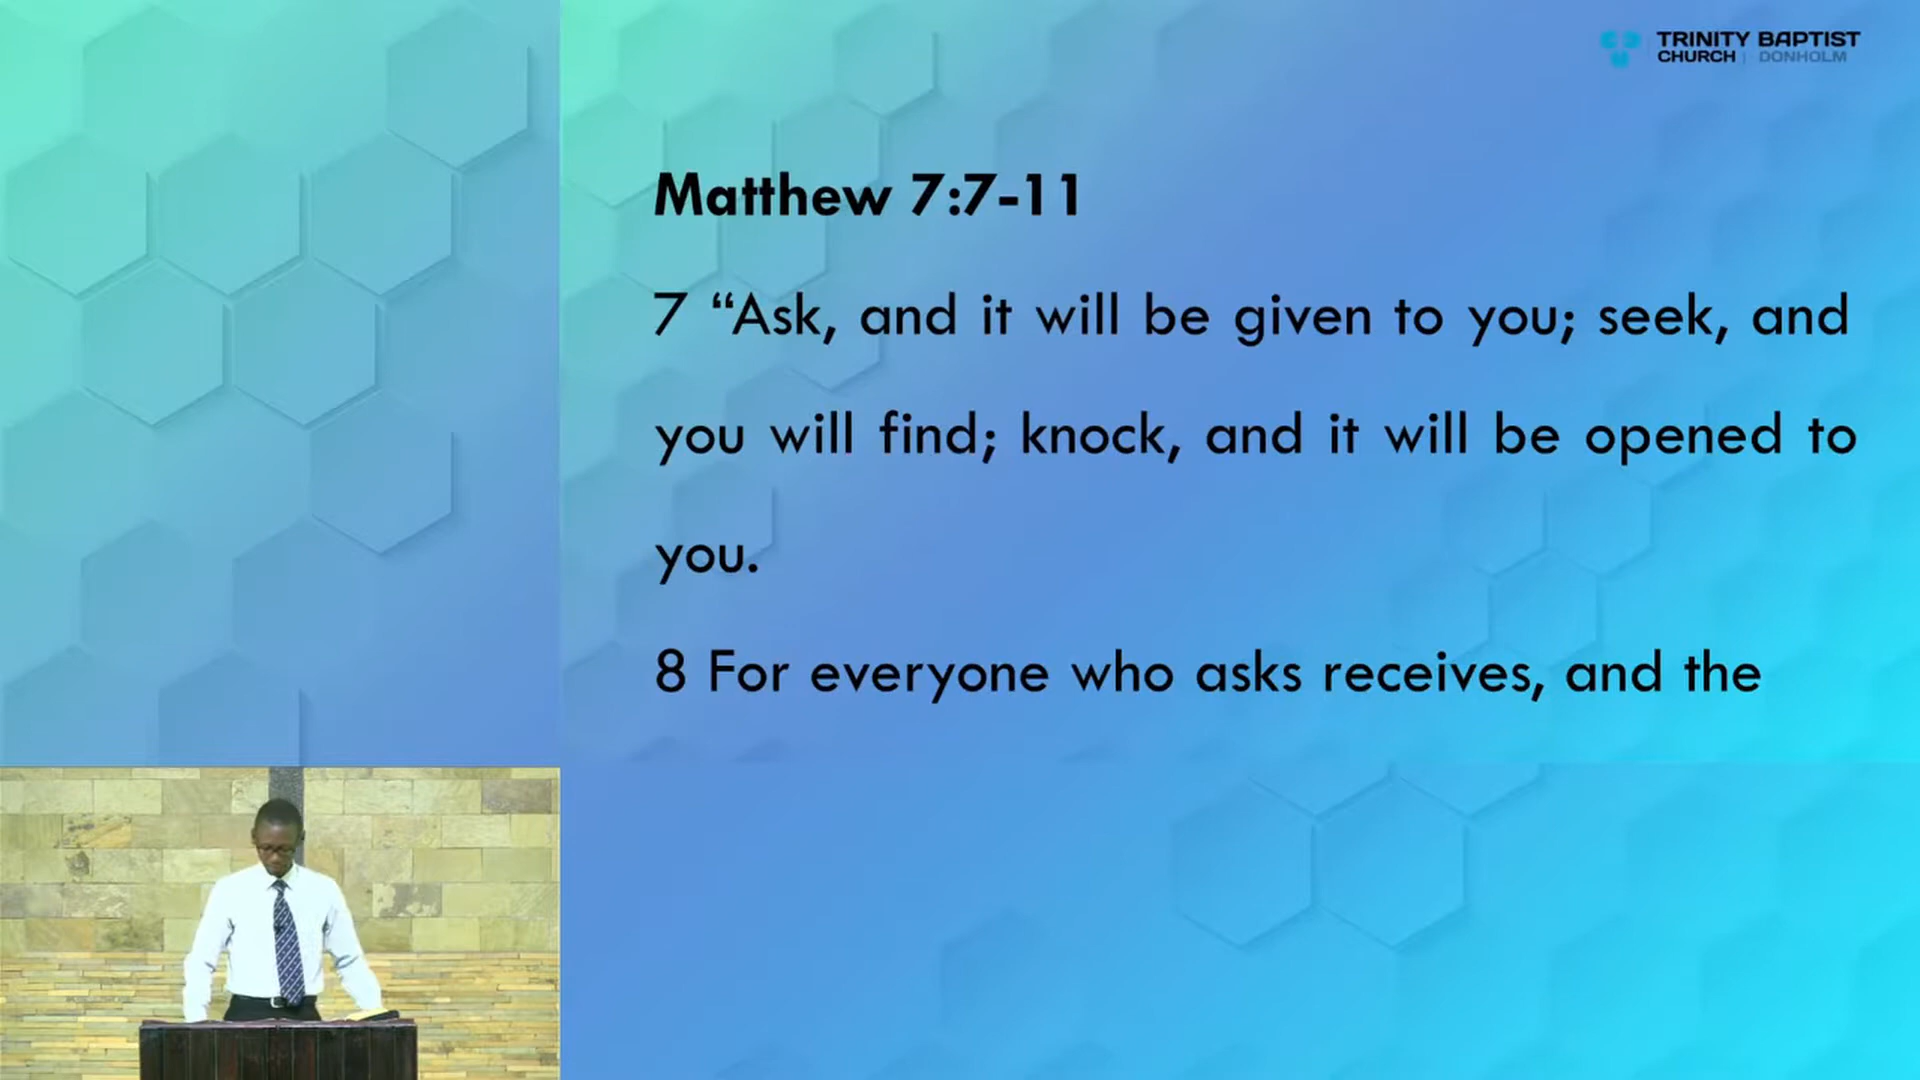 TRINITY BAPTIST
CHURCH | DONHOLM
Matthew 7:7-11
7 “Ask, and it will be given to you; seek, and
you will find; knock, and it will be opened to
you.
8 For everyone who asks receives, and the